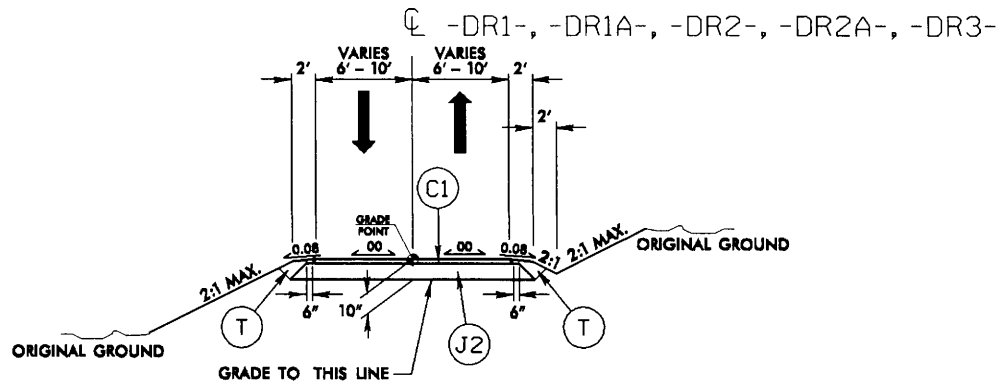 ℄ -DR1-, -DR1A-, -DR2-, -DR2A-, -DR3-
VARIES VARIES
2' 6' – 10' 6' – 10' 2'
2'
C1
GRADE
POINT
0.08 00 00 0.08
2:1 2:1 MAX.
ORIGINAL GROUND
2:1 MAX.
6" 10" 6"
T J2 T
ORIGINAL GROUND
GRADE TO THIS LINE